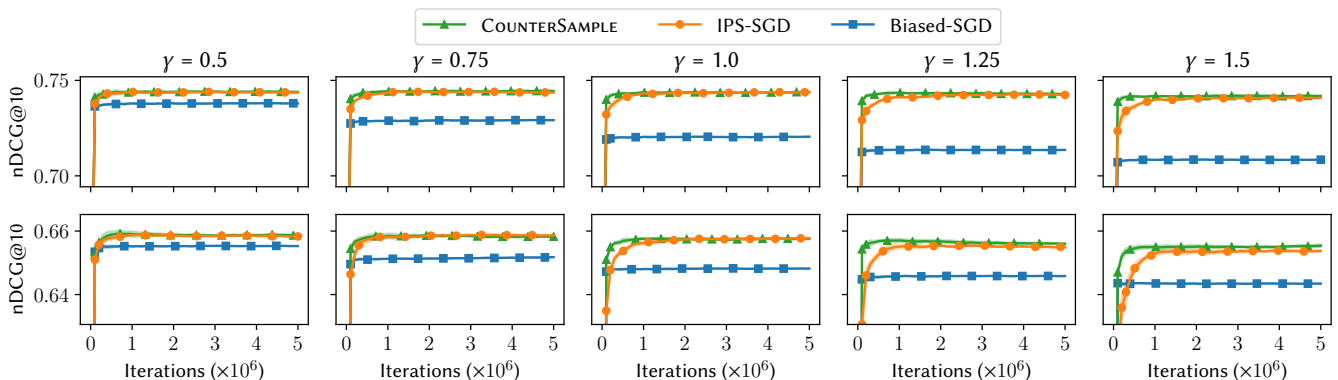 COUNTERSAMPLE IPS-SGD Biased-SGD
γ = 0.5 γ = 0.75 γ = 1.0 γ = 1.25 γ = 1.5
nDCG@10
0.75
0.70
nDCG@10
0.66
0.64
0 1 2 3 4 5 0 1 2 3 4 5 0 1 2 3 4 5 0 1 2 3 4 5 0 1 2 3 4 5
Iterations (×10⁶) Iterations (×10⁶) Iterations (×10⁶) Iterations (×10⁶) Iterations (×10⁶)